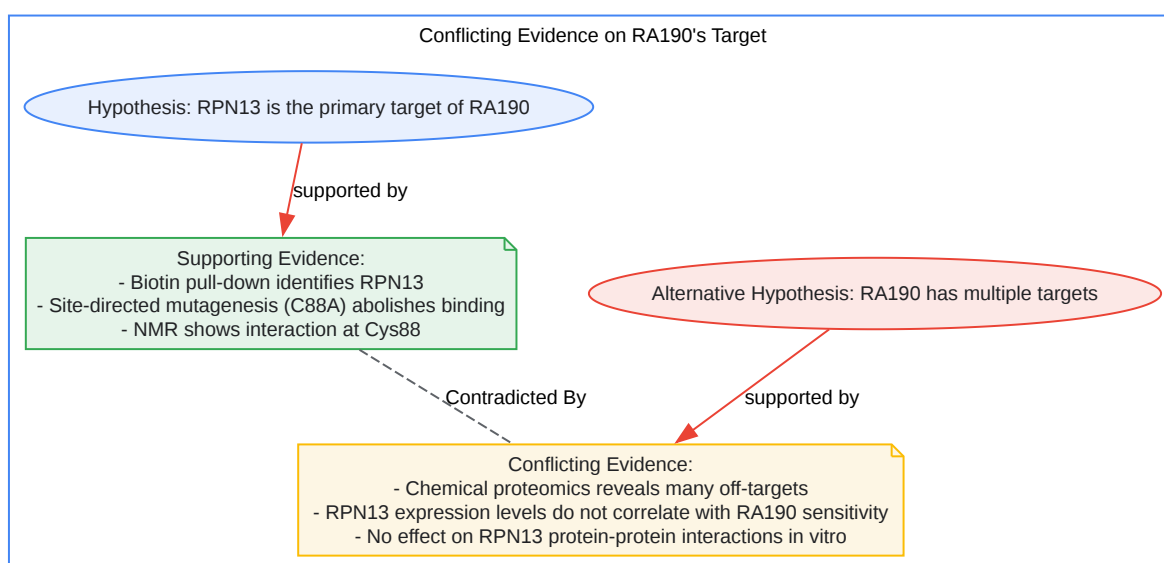 Conflicting Evidence on RA190's Target
Hypothesis: RPN13 is the primary target of RA190
supported by
Supporting Evidence:
- Biotin pull-down identifies RPN13
- Site-directed mutagenesis (C88A) abolishes binding
- NMR shows interaction at Cys88
Alternative Hypothesis: RA190 has multiple targets
Contradicted By
supported by
Conflicting Evidence:
- Chemical proteomics reveals many off-targets
- RPN13 expression levels do not correlate with RA190 sensitivity
- No effect on RPN13 protein-protein interactions in vitro